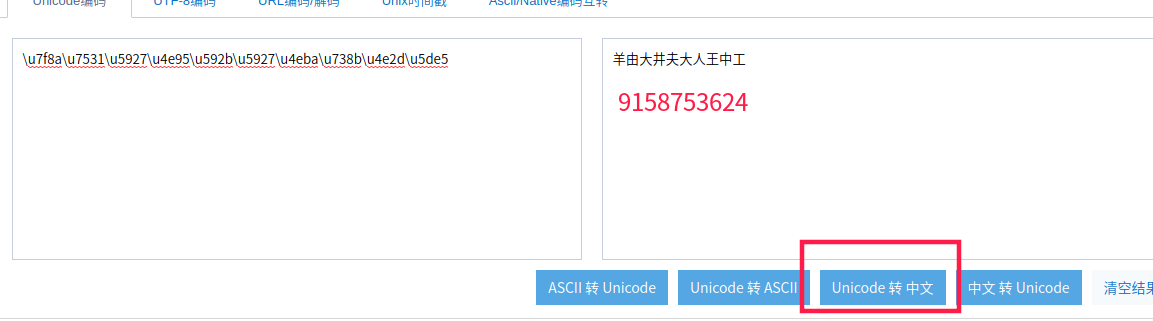 Unicode编码 UTF-8编码 URL编码/解码 Unix时间戳 Ascii/Native编码互转
\u7f8a\u7531\u5927\u4e95\u592b\u5927\u4eba\u738b\u4e2d\u5de5
羊由大井夫大人王中工
9158753624
ASCII 转 Unicode Unicode 转 ASCII Unicode 转 中文 中文 转 Unicode 清空结果